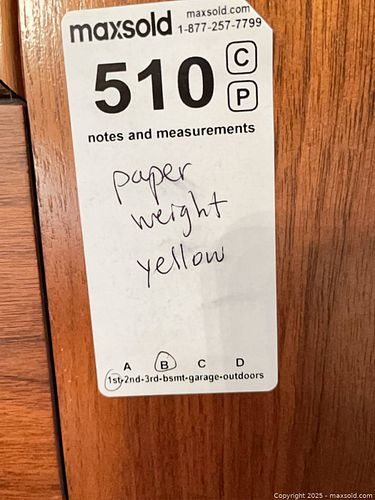 maxsold maxsold.com
1-877-257-7799
510 C
P
notes and measurements
paper
weight
yellow
A B C D
1st-2nd-3rd-bsmt-garage-outdoors
Copyright 2025 - maxsold.com